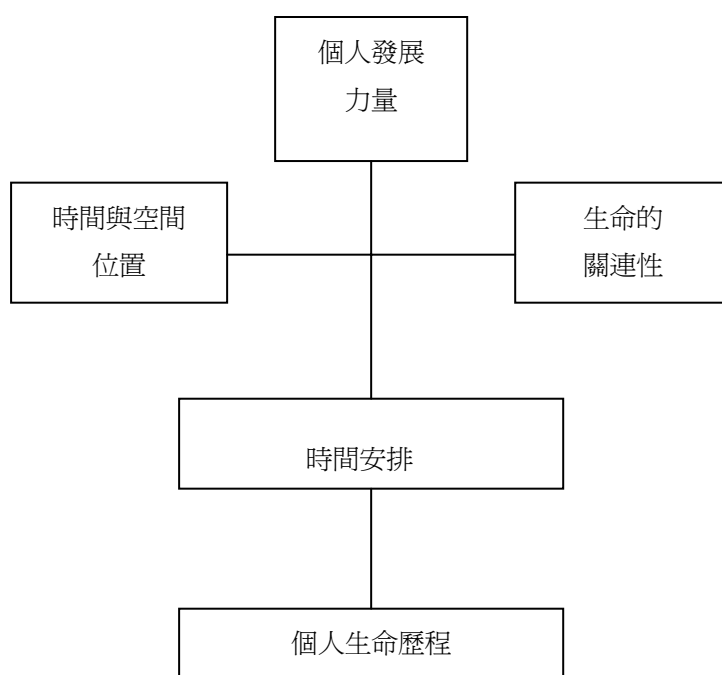 個人發展
力量
時間與空間
位置
生命的
關連性
時間安排
個人生命歷程